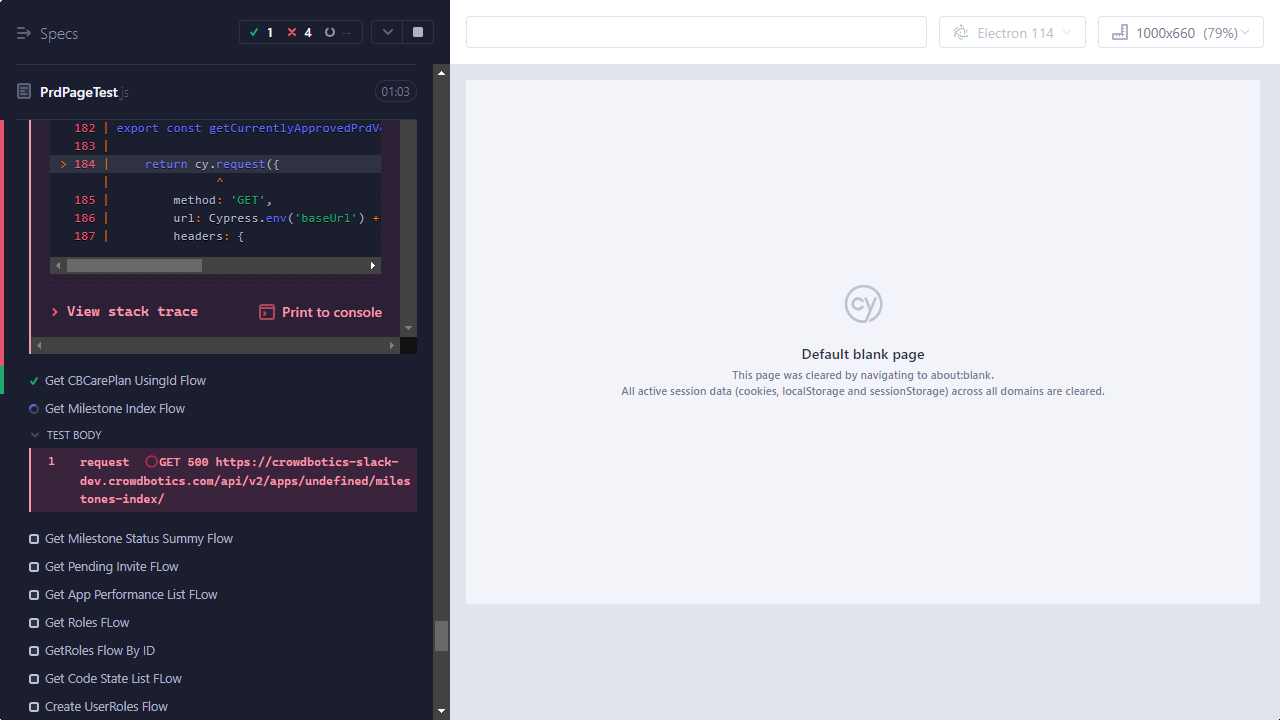 Specs
1 4 --
Electron 114
1000x660 (79%)
PrdPageTest.js
01:03
182 | export const getCurrentlyApprovedPrdV
183 |
> 184 | return cy.request({
| ^
185 | method: 'GET',
186 | url: Cypress.env('baseUrl') +
187 | headers: {
View stack trace
Print to console
Get CBCarePlan UsingId Flow
Get Milestone Index Flow
TEST BODY
1 request GET 500 https://crowdbotics-slack-
dev.crowdbotics.com/api/v2/apps/undefined/miles
tones-index/
Get Milestone Status Summy Flow
Get Pending Invite FLow
Get App Performance List FLow
Get Roles FLow
GetRoles Flow By ID
Get Code State List FLow
Create UserRoles Flow
cy
Default blank page
This page was cleared by navigating to about:blank.
All active session data (cookies, localStorage and sessionStorage) across all domains are cleared.